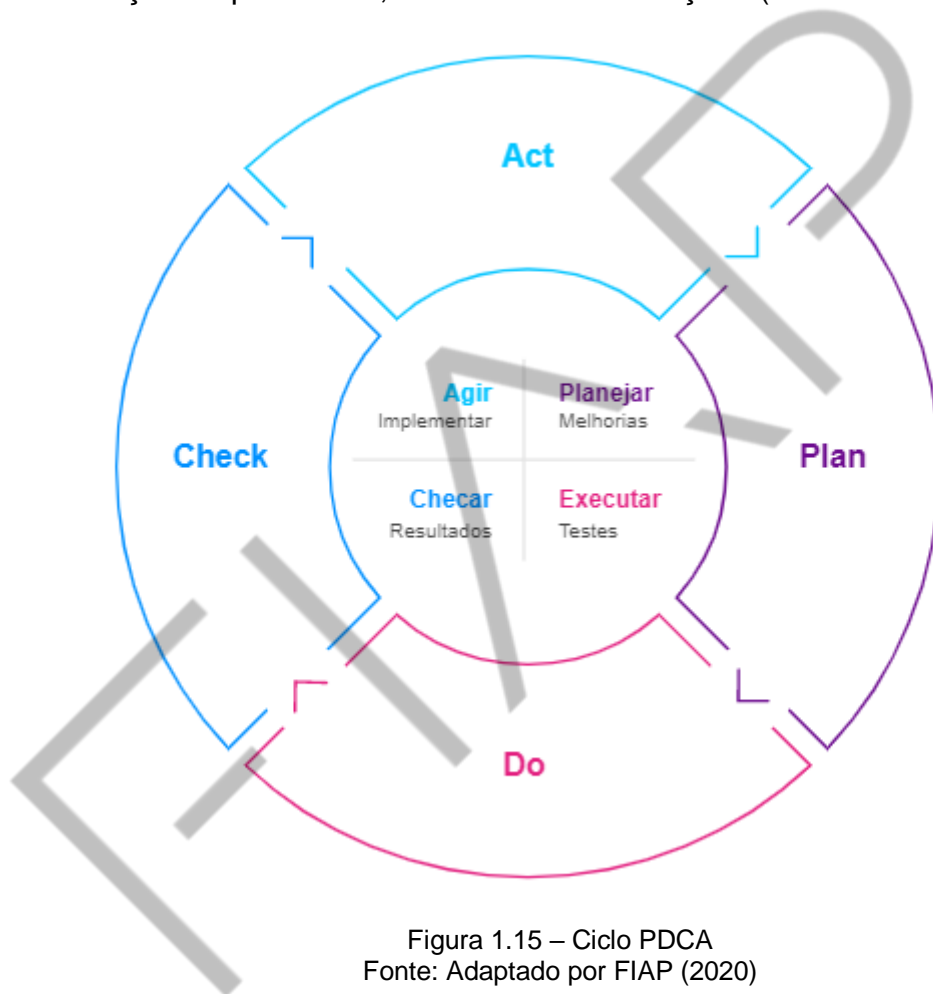 Act
Check
Plan
Do
Agir
Implementar
Planejar
Melhorias
Checar
Resultados
Executar
Testes
FIAP
Figura 1.15 – Ciclo PDCA
Fonte: Adaptado por FIAP (2020)